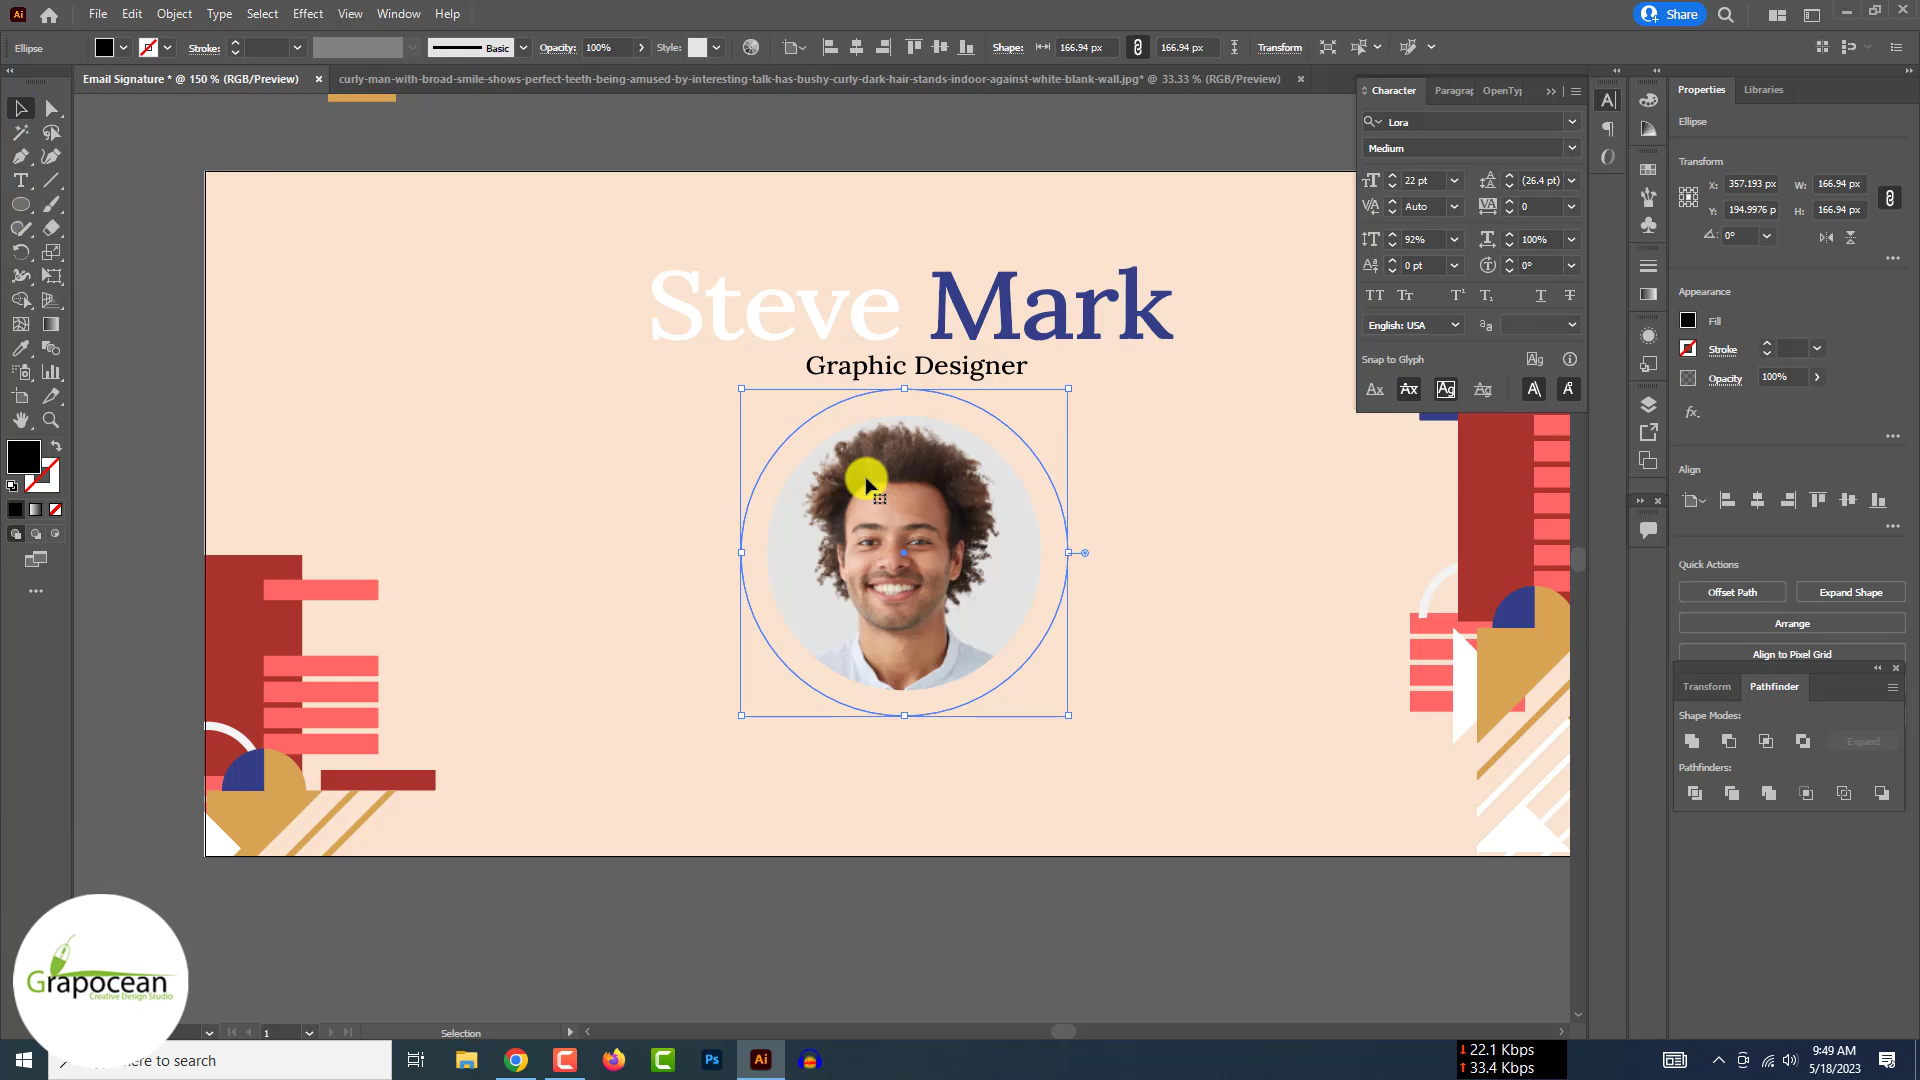 Ai File Edit Object Type Select Effect View Window Help Share
Ellipse Stroke: Basic Opacity: 100% Style: Shape: 166.94 px 166.94 px Transform
Email Signature * @ 150 % (RGB/Preview) × curly-man-with-broad-smile-shows-perfect-teeth-being-amused-by-interesting-talk-has-bushy-curly-dark-hair-stands-indoor-against-white-blank-wall.jpg* @ 33.33 % (RGB/Preview) ×
Character Paragrap OpenTyp
Lora
Medium
22 pt (26.4 pt)
Auto 0
92% 100%
0 pt 0°
English: USA
Snap to Glyph
Properties Libraries
Ellipse
Transform
X: 357.193 px W: 166.94 px
Y: 194.9976 p H: 166.94 px
0°
Appearance
Fill
Stroke
Opacity 100%
fx.
Align
Quick Actions
Offset Path Expand Shape
Arrange
Align to Pixel Grid
Transform Pathfinder
Shape Modes:
Expand
Pathfinders:
Steve Mark
Graphic Designer
Grapocean
Creative Design Studio
1 Selection
here to search
Ps Ai
22.1 Kbps
33.4 Kbps
9:49 AM
5/18/2023